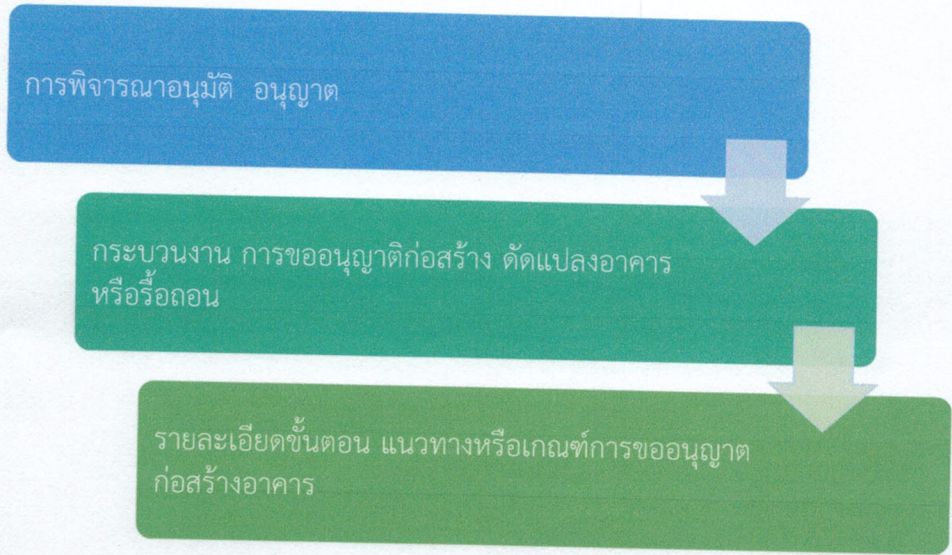 การพิจารณาอนุมัติ อนุญาต
กระบวนงาน การขออนุญาติก่อสร้าง ดัดแปลงอาคาร
หรือรื้อถอน
รายละเอียดขั้นตอน แนวทางหรือเกณฑ์การขออนุญาต
ก่อสร้างอาคาร